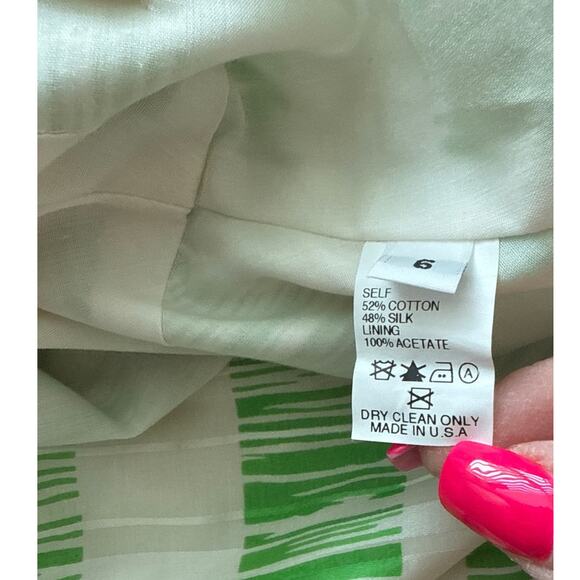 6
SELF
52% COTTON
48% SILK
LINING
100% ACETATE
A
DRY CLEAN ONLY
MADE IN U.S.A